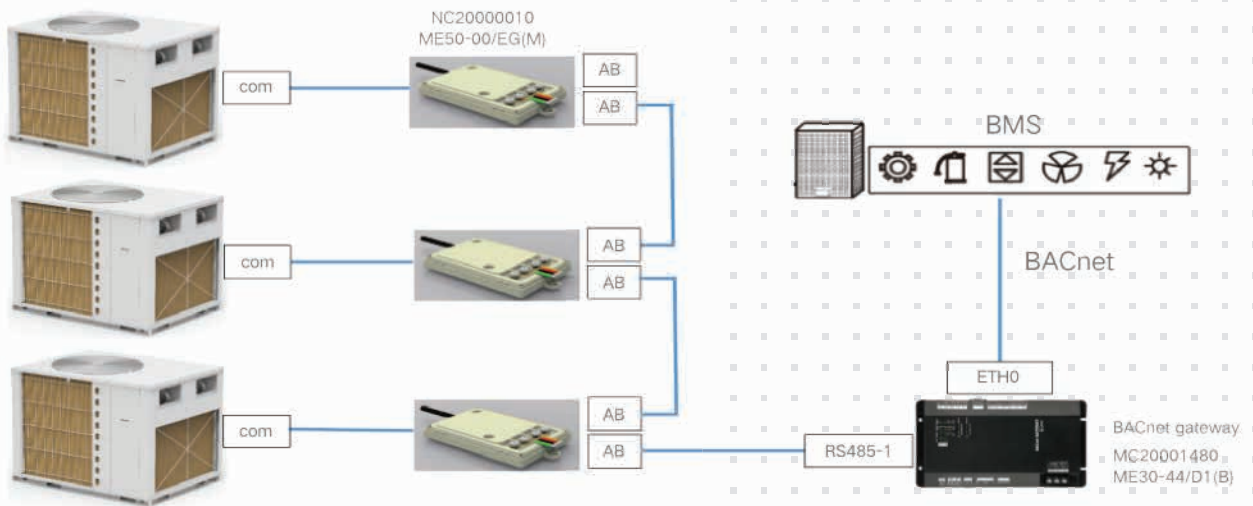 NC20000010
ME50-00/EG(M)
com
AB
AB
BMS
com
AB
AB
BACnet
ETH0
com
AB
AB
RS485-1
BACnet gateway
MC20001480
ME30-44/D1(B)